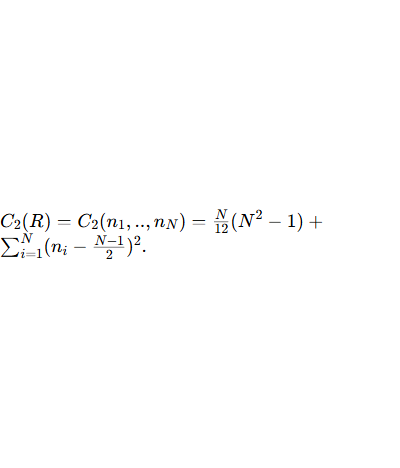 $C_2(R) = C_2(n_1, .., n_N) = \frac{N}{12}(N^2 - 1) +$
$\sum_{i=1}^{N}(n_i - \frac{N-1}{2})^2.$